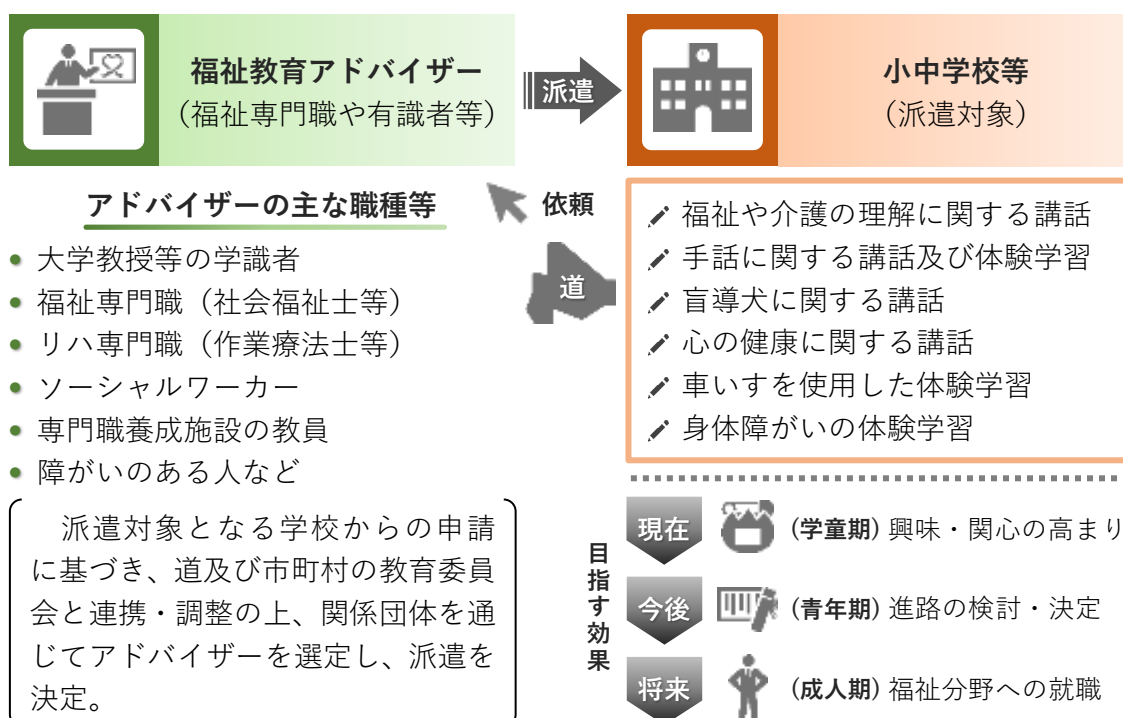 福祉教育アドバイザー
(福祉専門職や有識者等)
派遣
小中学校等
(派遣対象)
アドバイザーの主な職種等
依頼
道
大学教授等の学識者
福祉専門職(社会福祉士等)
リハ専門職(作業療法士等)
ソーシャルワーカー
専門職養成施設の教員
障がいのある人など
派遣対象となる学校からの申請
に基づき、道及び市町村の教育委員
会と連携・調整の上、関係団体を通
じてアドバイザーを選定し、派遣を
決定。
福祉や介護の理解に関する講話
手話に関する講話及び体験学習
盲導犬に関する講話
心の健康に関する講話
車いすを使用した体験学習
身体障がいの体験学習
目指す効果
現在 (学童期) 興味・関心の高まり
今後 (青年期) 進路の検討・決定
将来 (成人期) 福祉分野への就職